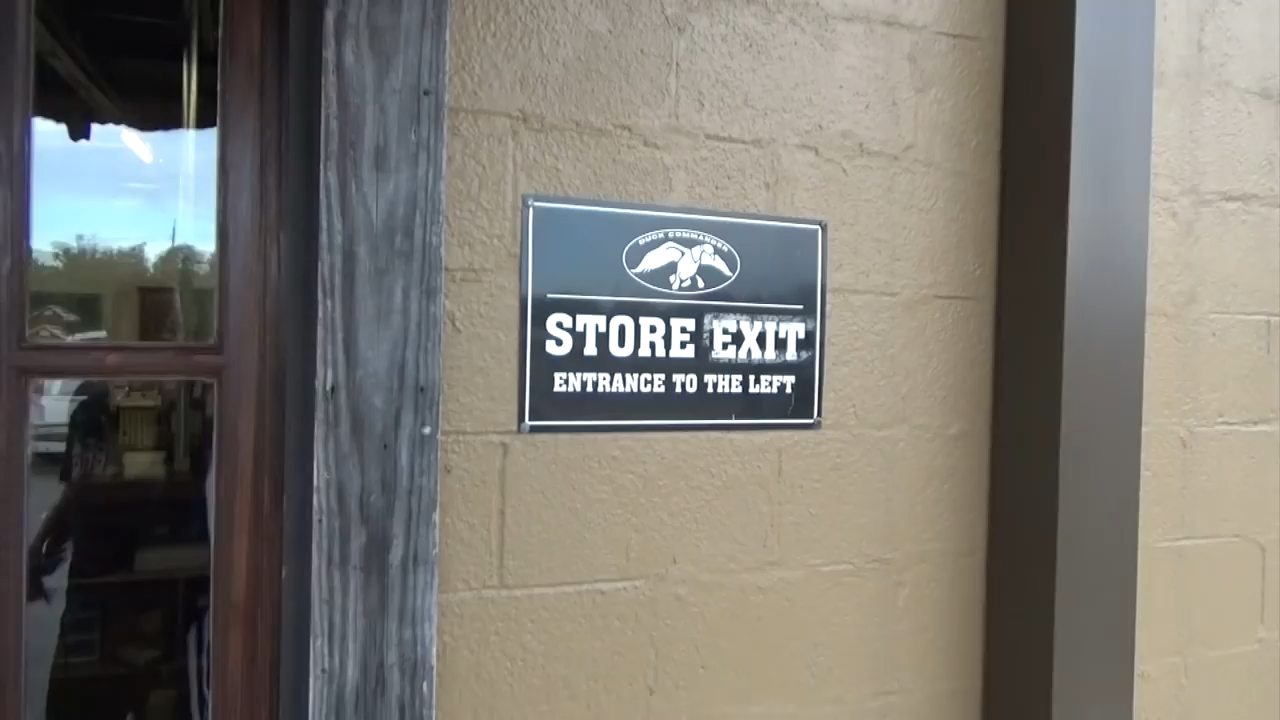 DUCK COMMANDER
STORE EXIT
ENTRANCE TO THE LEFT